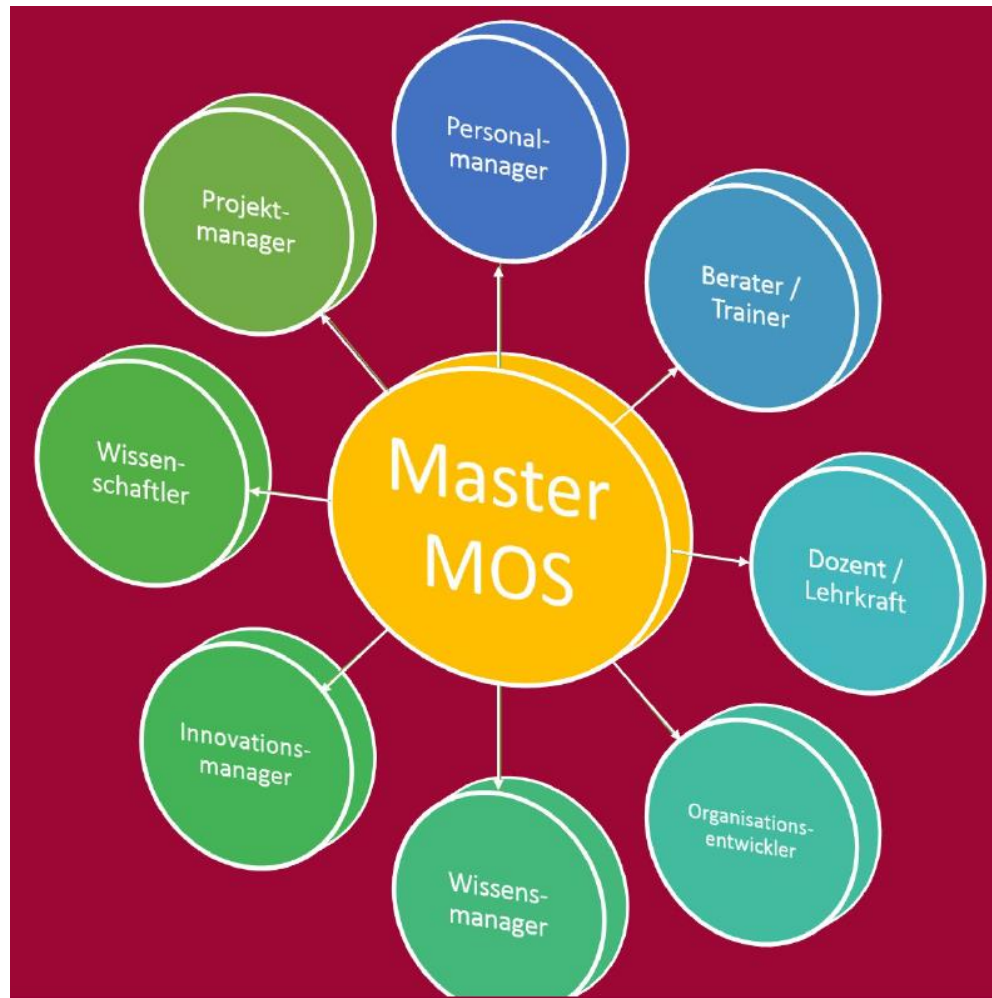 Personal-
manager
Projekt-
manager
Berater /
Trainer
Master
MOS
Wissen-
schaftler
Dozent /
Lehrkraft
Innovations-
manager
Organisations-
entwickler
Wissens-
manager